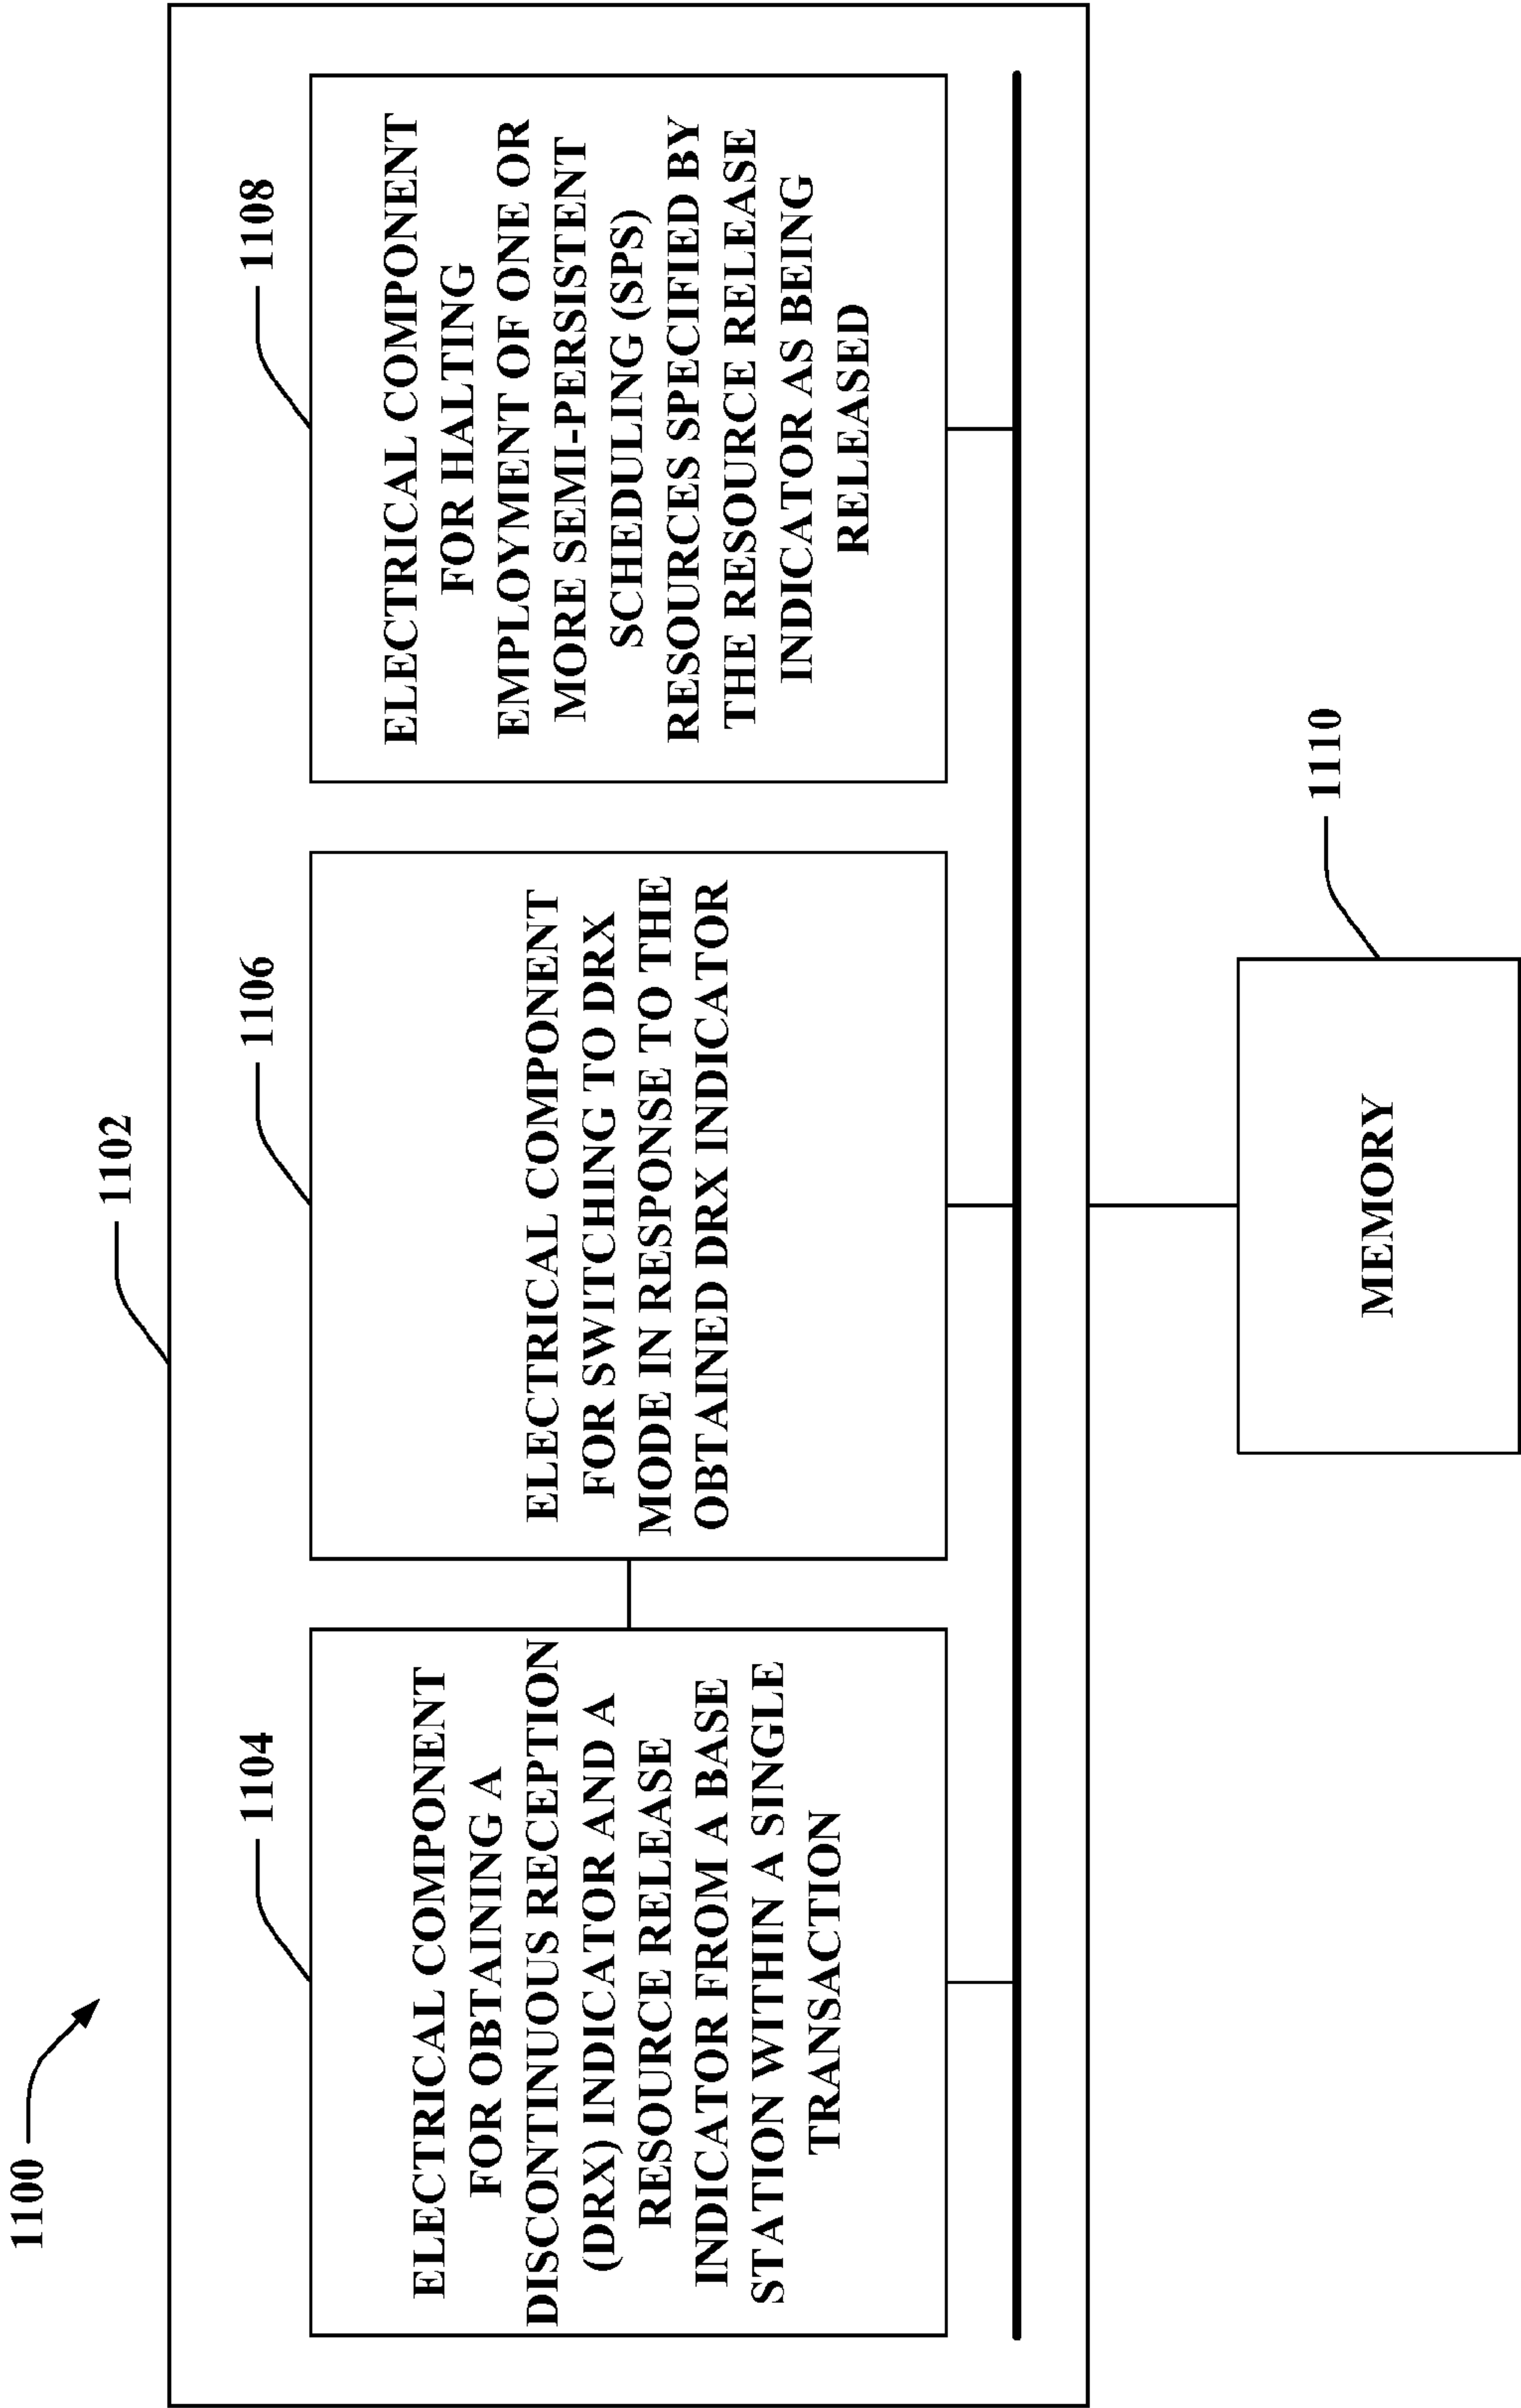 1100
1102
1104
ELECTRICAL COMPONENT
FOR OBTAINING A
DISCONTINUOUS RECEPTION
(DRX) INDICATOR AND A
RESOURCE RELEASE
INDICATOR FROM A BASE
STATION WITHIN A SINGLE
TRANSACTION
1106
ELECTRICAL COMPONENT
FOR SWITCHING TO DRX
MODE IN RESPONSE TO THE
OBTAINED DRX INDICATOR
1108
ELECTRICAL COMPONENT
FOR HALTING
EMPLOYMENT OF ONE OR
MORE SEMI-PERSISTENT
SCHEDULING (SPS)
RESOURCES SPECIFIED BY
THE RESOURCE RELEASE
INDICATOR AS BEING
RELEASED
1110
MEMORY